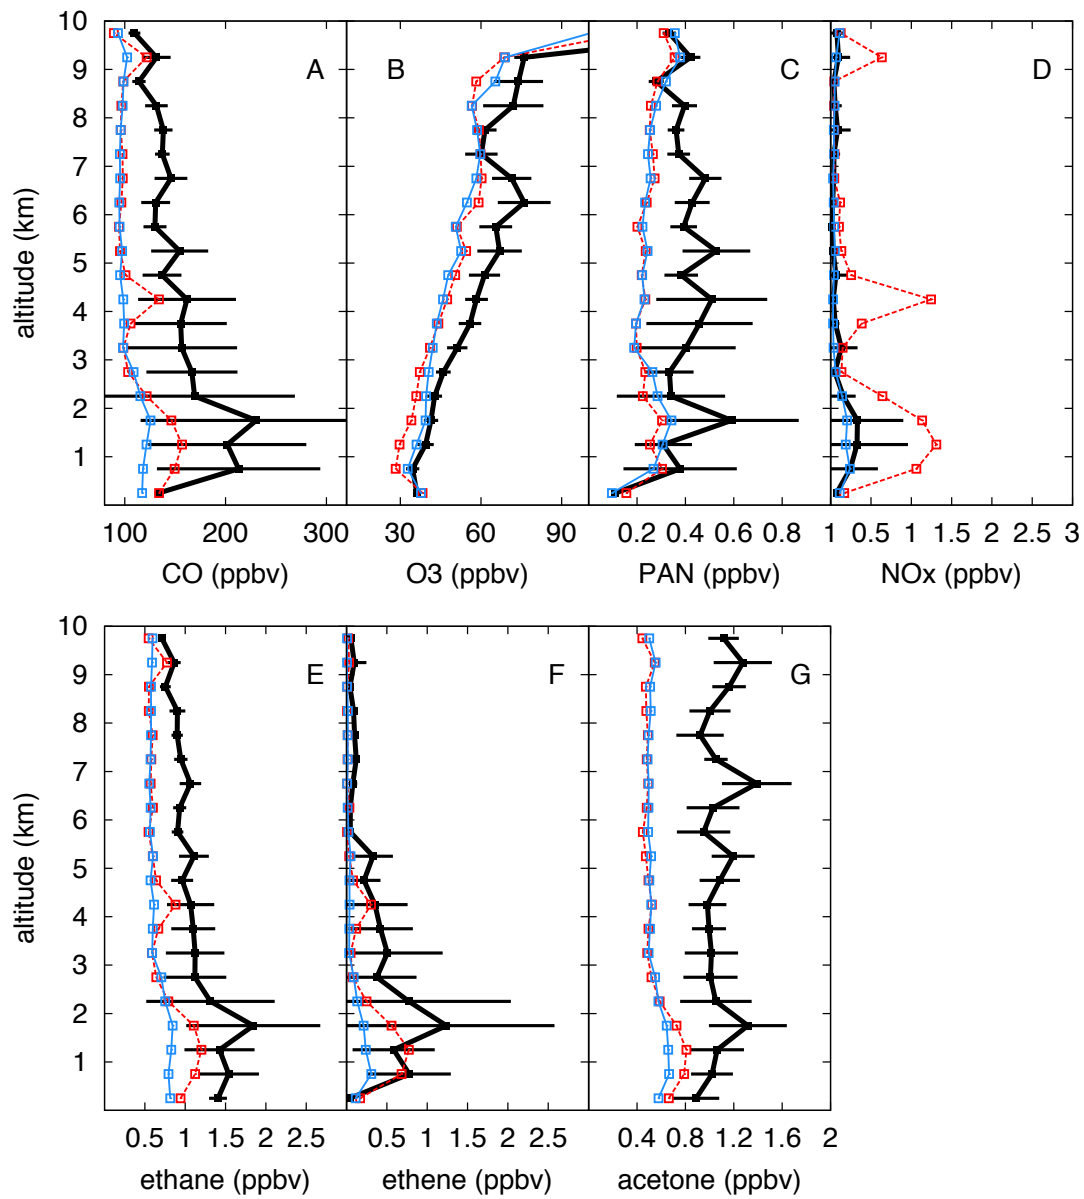 10
9
8
7
6
5
4
3
2
1
altitude (km)
A
B
C
D
100 200 300
30 60 90
0.2 0.4 0.6 0.8
1 0.5 1 1.5 2 2 3
CO (ppbv)
O3 (ppbv)
PAN (ppbv)
NOx (ppbv)
10
9
8
7
6
5
4
3
2
1
altitude (km)
E
F
G
0.5 1 1.5 2 2.5
0.5 1 1.5 2 2.5
0.4 0.8 1.2 1.6 2
ethane (ppbv)
ethene (ppbv)
acetone (ppbv)